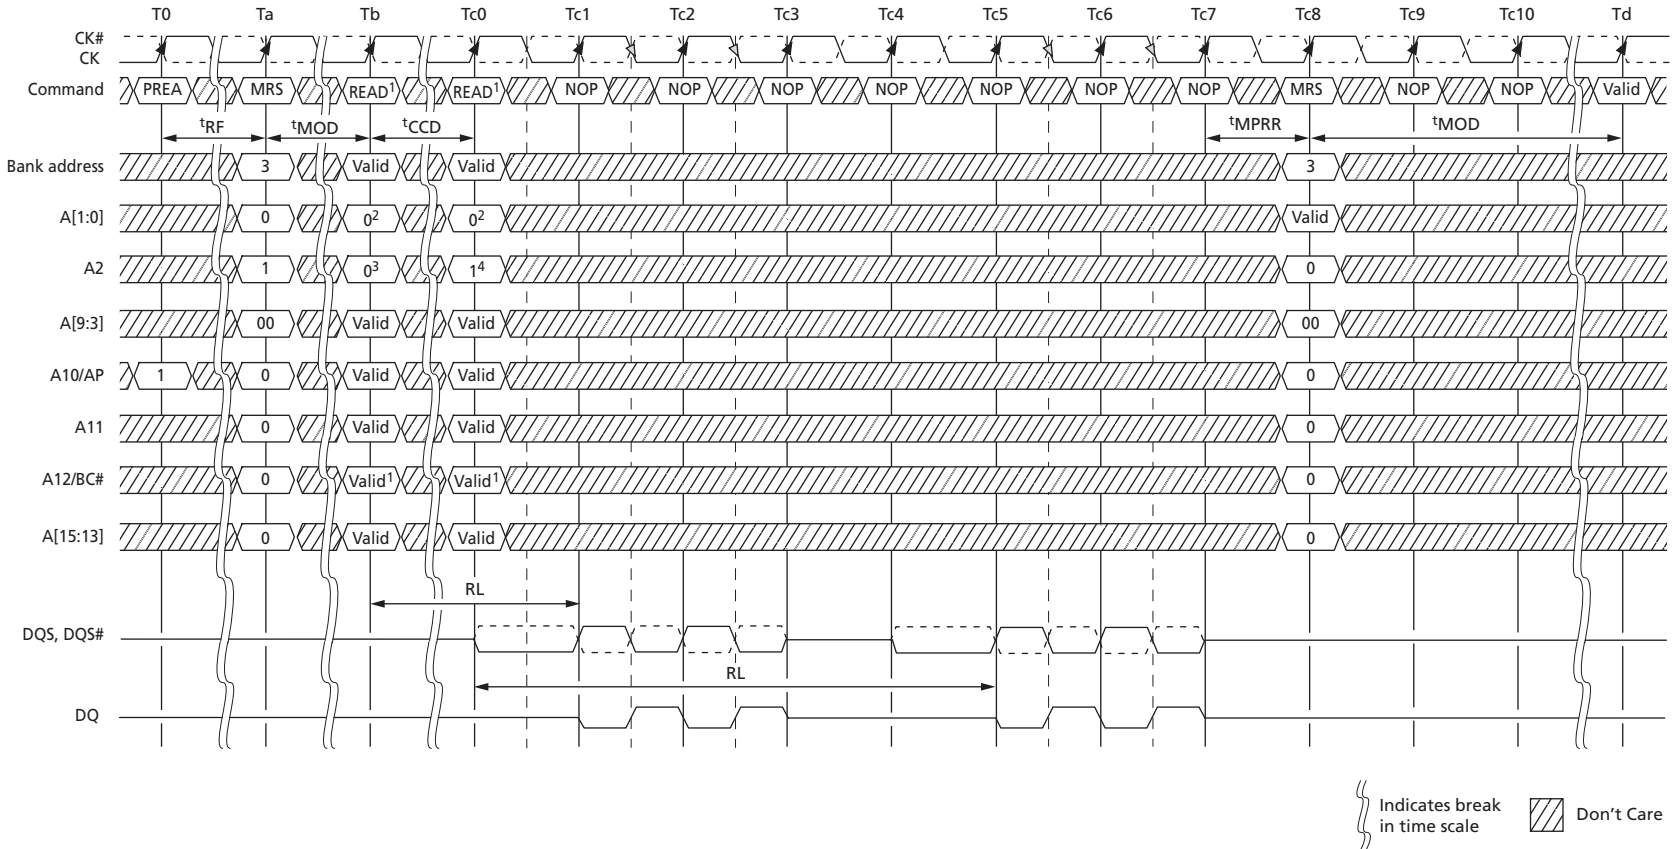 T0 Ta Tb Tc0 Tc1 Tc2 Tc3 Tc4 Tc5 Tc6 Tc7 Tc8 Tc9 Tc10 Td
CK#
CK
Command PREA MRS READ¹ READ¹ NOP NOP NOP NOP NOP NOP NOP MRS NOP NOP Valid
ᵗRF ᵗMOD ᵗCCD ᵗMPRR ᵗMOD
Bank address 3 Valid Valid 3
A[1:0] 0 0² 0² Valid
A2 1 0³ 1⁴ 0
A[9:3] 00 Valid Valid 00
A10/AP 1 0 Valid Valid 0
A11 0 Valid Valid 0
A12/BC# 0 Valid¹ Valid¹ 0
A[15:13] 0 Valid Valid 0
RL
DQS, DQS#
RL
DQ
Indicates break
in time scale
Don't Care